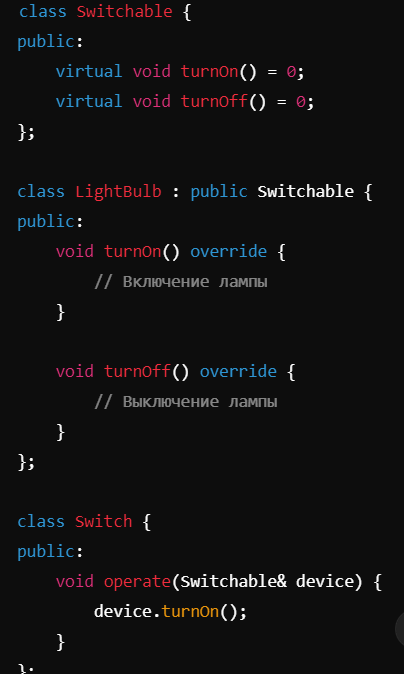 class Switchable {
public:
    virtual void turnOn() = 0;
    virtual void turnOff() = 0;
};

class LightBulb : public Switchable {
public:
    void turnOn() override {
        // Включение лампы
    }

    void turnOff() override {
        // Выключение лампы
    }
};

class Switch {
public:
    void operate(Switchable& device) {
        device.turnOn();
    }
};